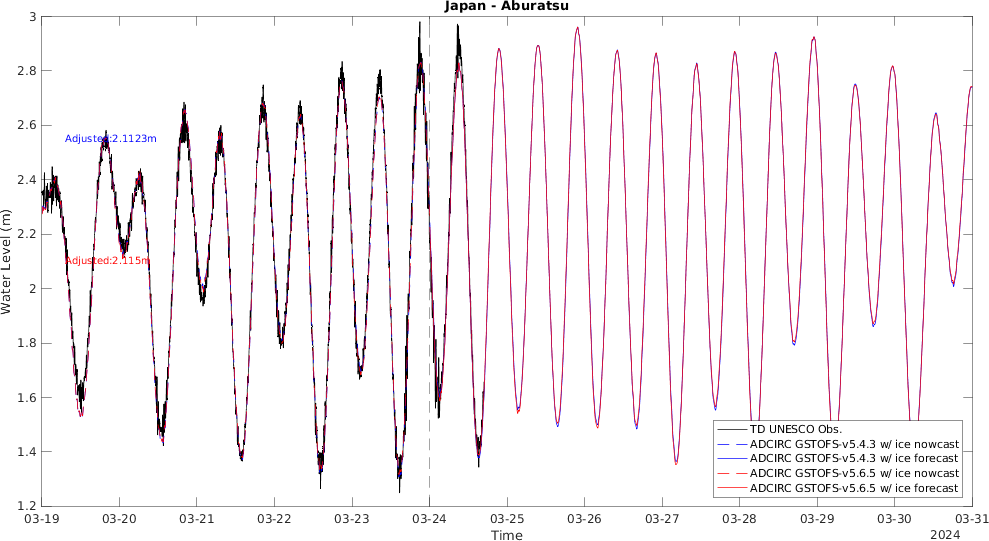 Japan - Aburatsu
3
2.8
2.6
2.4
2.2
2
1.8
1.6
1.4
1.2
Water Level (m)
Adjusted:2.1123m
Adjusted:2.115m
TD UNESCO Obs.
ADCIRC GSTOFS-v5.4.3 w/ ice nowcast
ADCIRC GSTOFS-v5.4.3 w/ ice forecast
ADCIRC GSTOFS-v5.6.5 w/ ice nowcast
ADCIRC GSTOFS-v5.6.5 w/ ice forecast
03-19 03-20 03-21 03-22 03-23 03-24 03-25 03-26 03-27 03-28 03-29 03-30 03-31
Time
2024